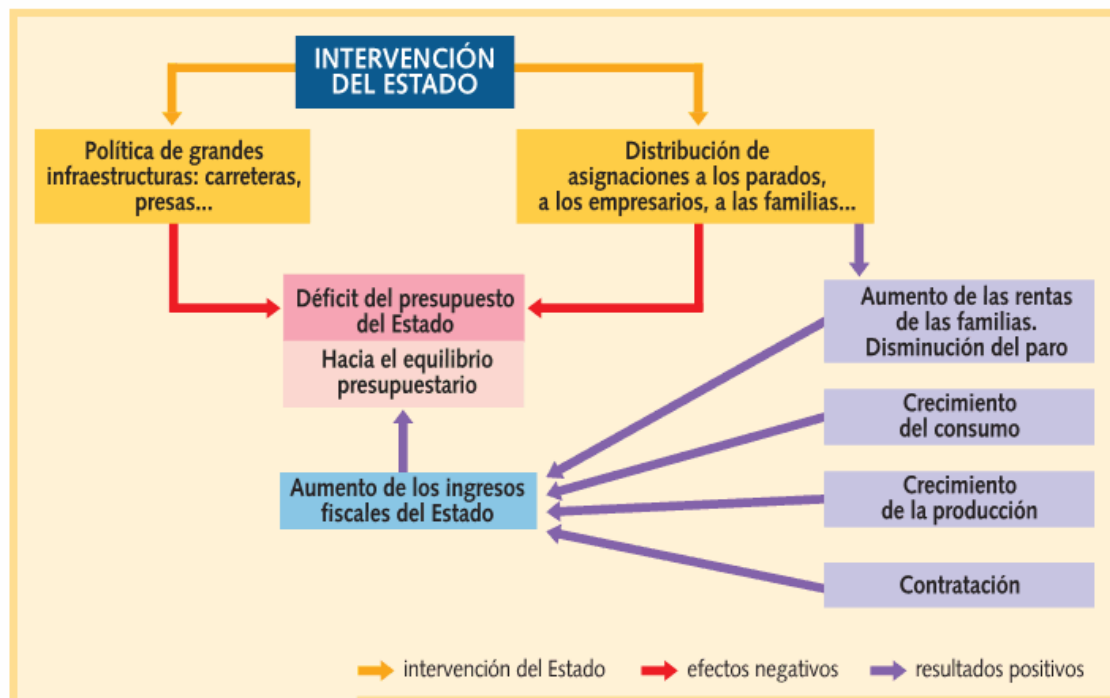 INTERVENCIÓN
DEL ESTADO
Política de grandes
infraestructuras: carreteras,
presas...
Distribución de
asignaciones a los parados,
a los empresarios, a las familias...
Déficit del presupuesto
del Estado
Hacia el equilibrio
presupuestario
Aumento de los ingresos
fiscales del Estado
Aumento de las rentas
de las familias.
Disminución del paro
Crecimiento
del consumo
Crecimiento
de la producción
Contratación
intervención del Estado
efectos negativos
resultados positivos